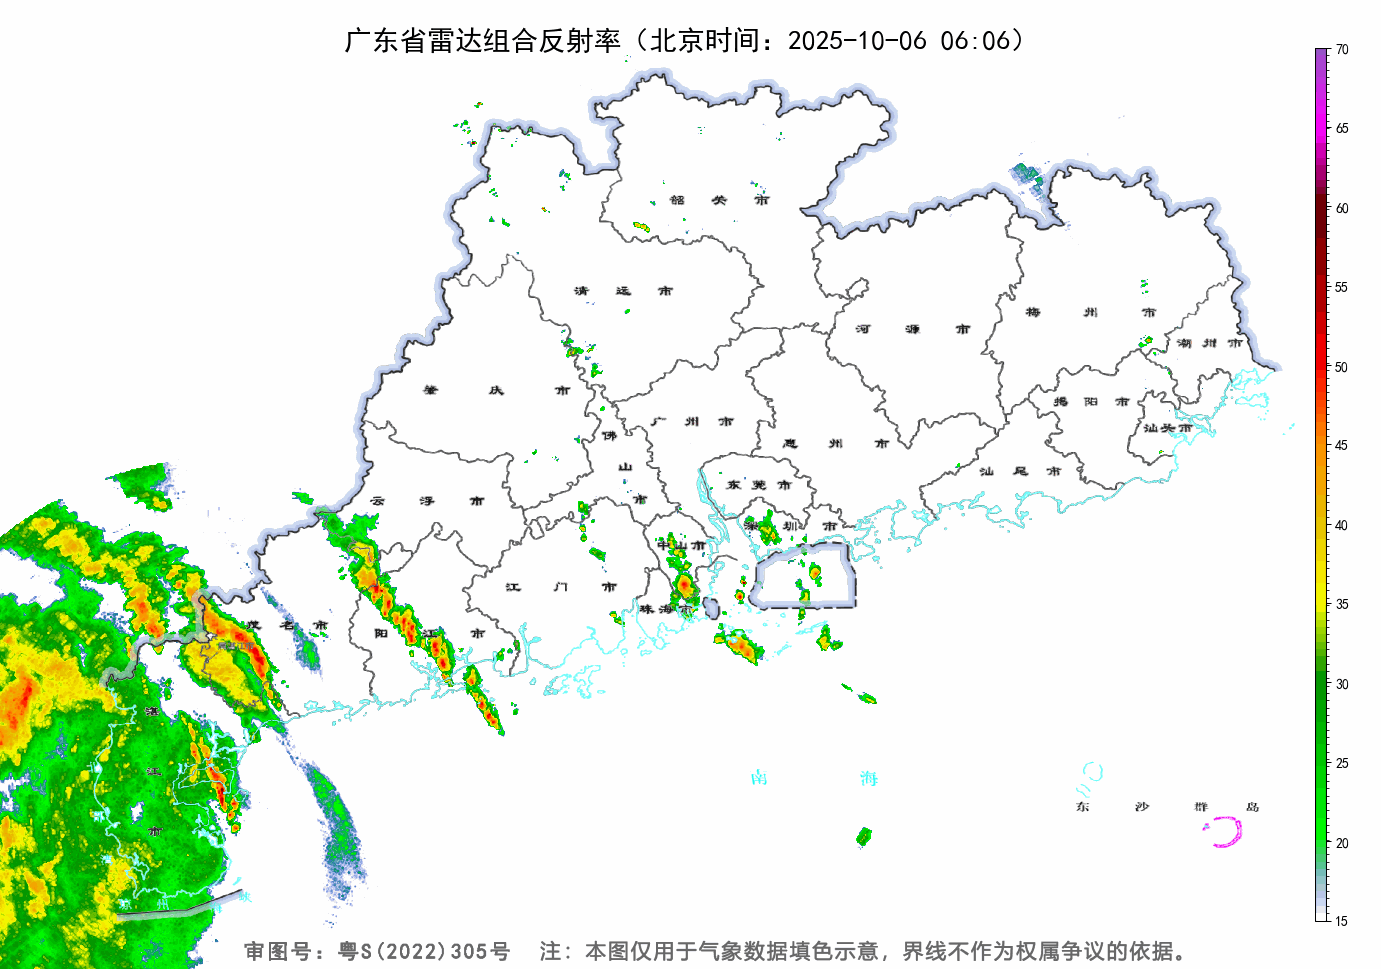 广东省雷达组合反射率（北京时间：2025-10-06 06:06）
70
65
60
55
50
45
40
35
30
25
20
15
韶关市
清远市
河源市
梅州市
潮州市
肇庆市
广州市
揭阳市
佛山市
惠州市
汕头市
汕尾市
东莞市
云浮市
深圳市
中山市
江门市
珠海市
茂名市
阳江市
湛江市
南海
东沙群岛
琼州海峡
审图号：粤S(2022)305号 注：本图仅用于气象数据填色示意，界线不作为权属争议的依据。